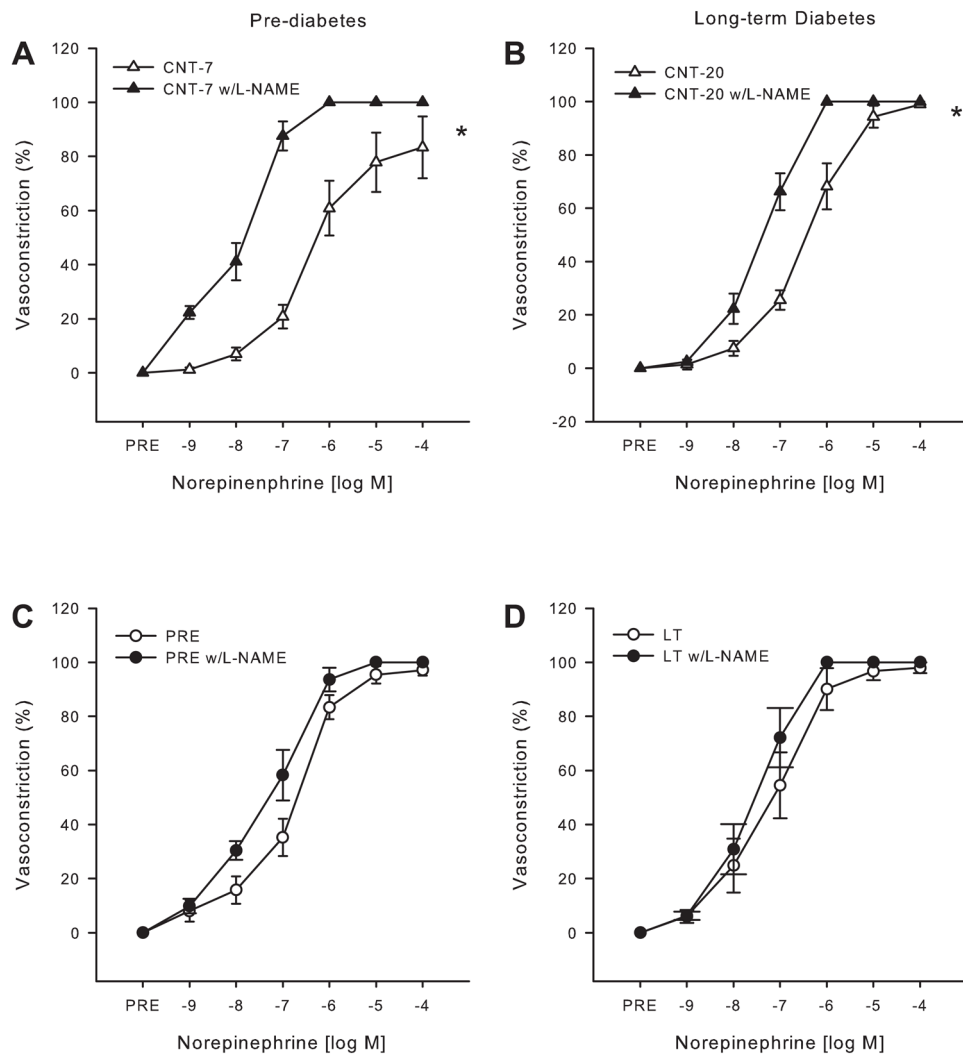 Pre-diabetes
Long-term Diabetes
A
120
100
80
60
40
20
0
Vasoconstriction (%)
CNT-7
CNT-7 w/L-NAME
*
PRE -9 -8 -7 -6 -5 -4
Norepinenphrine [log M]
B
120
100
80
60
40
20
0
-20
Vasoconstriction (%)
CNT-20
CNT-20 w/L-NAME
*
PRE -9 -8 -7 -6 -5 -4
Norepinephrine [log M]
C
120
100
80
60
40
20
0
Vasoconstriction (%)
PRE
PRE w/L-NAME
PRE -9 -8 -7 -6 -5 -4
Norepinephrine [log M]
D
120
100
80
60
40
20
0
Vasoconstriction (%)
LT
LT w/L-NAME
PRE -9 -8 -7 -6 -5 -4
Norepinephrine [log M]